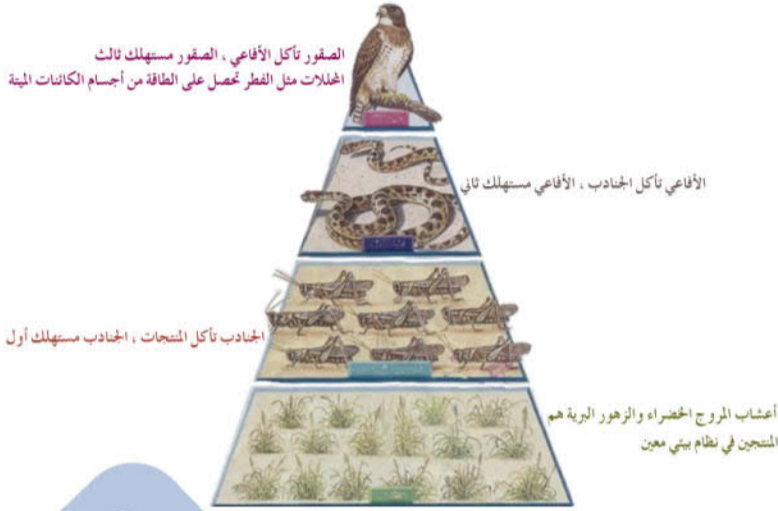 الصقور تأكل الأفاعي ، الصقور مستهلك ثالث
المحللات مثل الفطر تحصل على الطاقة من أجسام الكائنات الميتة
الأفاعي تأكل الجنادب ، الأفاعي مستهلك ثاني
الجنادب تأكل المنتجات ، الجنادب مستهلك أول
أعشاب المروج الخضراء والزهور البرية هم
المنتجين في نظام بيئي معين